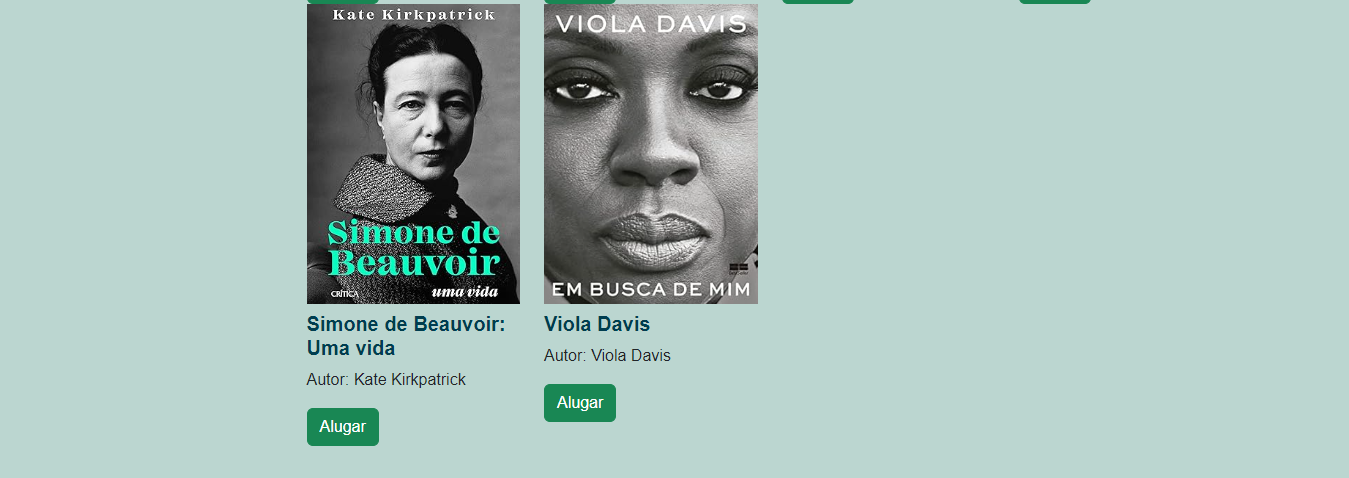 Kate Kirkpatrick
Simone de
Beauvoir
CRÍTICA
uma vida
Simone de Beauvoir:
Uma vida
Autor: Kate Kirkpatrick
Alugar
VIOLA DAVIS
EM BUSCA DE MIM
Viola Davis
Autor: Viola Davis
Alugar